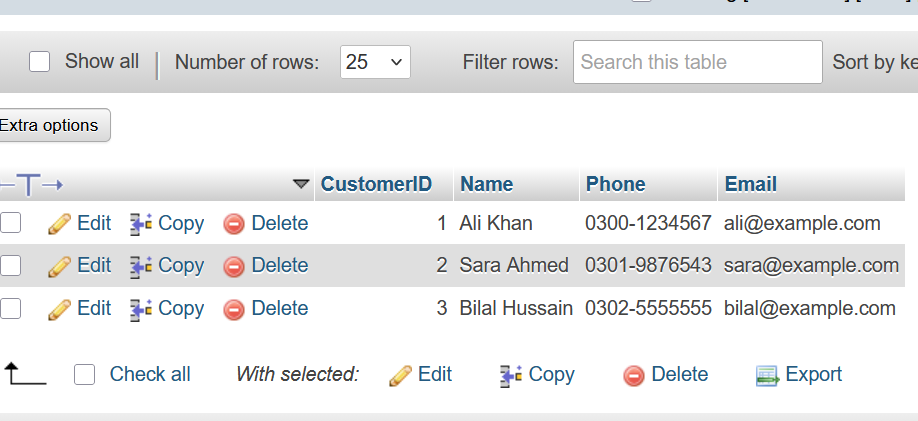 Show all Number of rows: 25 Filter rows: Search this table Sort by ke
Extra options
CustomerID Name Phone Email
Edit Copy Delete 1 Ali Khan 0300-1234567 ali@example.com
Edit Copy Delete 2 Sara Ahmed 0301-9876543 sara@example.com
Edit Copy Delete 3 Bilal Hussain 0302-5555555 bilal@example.com
Check all With selected: Edit Copy Delete Export